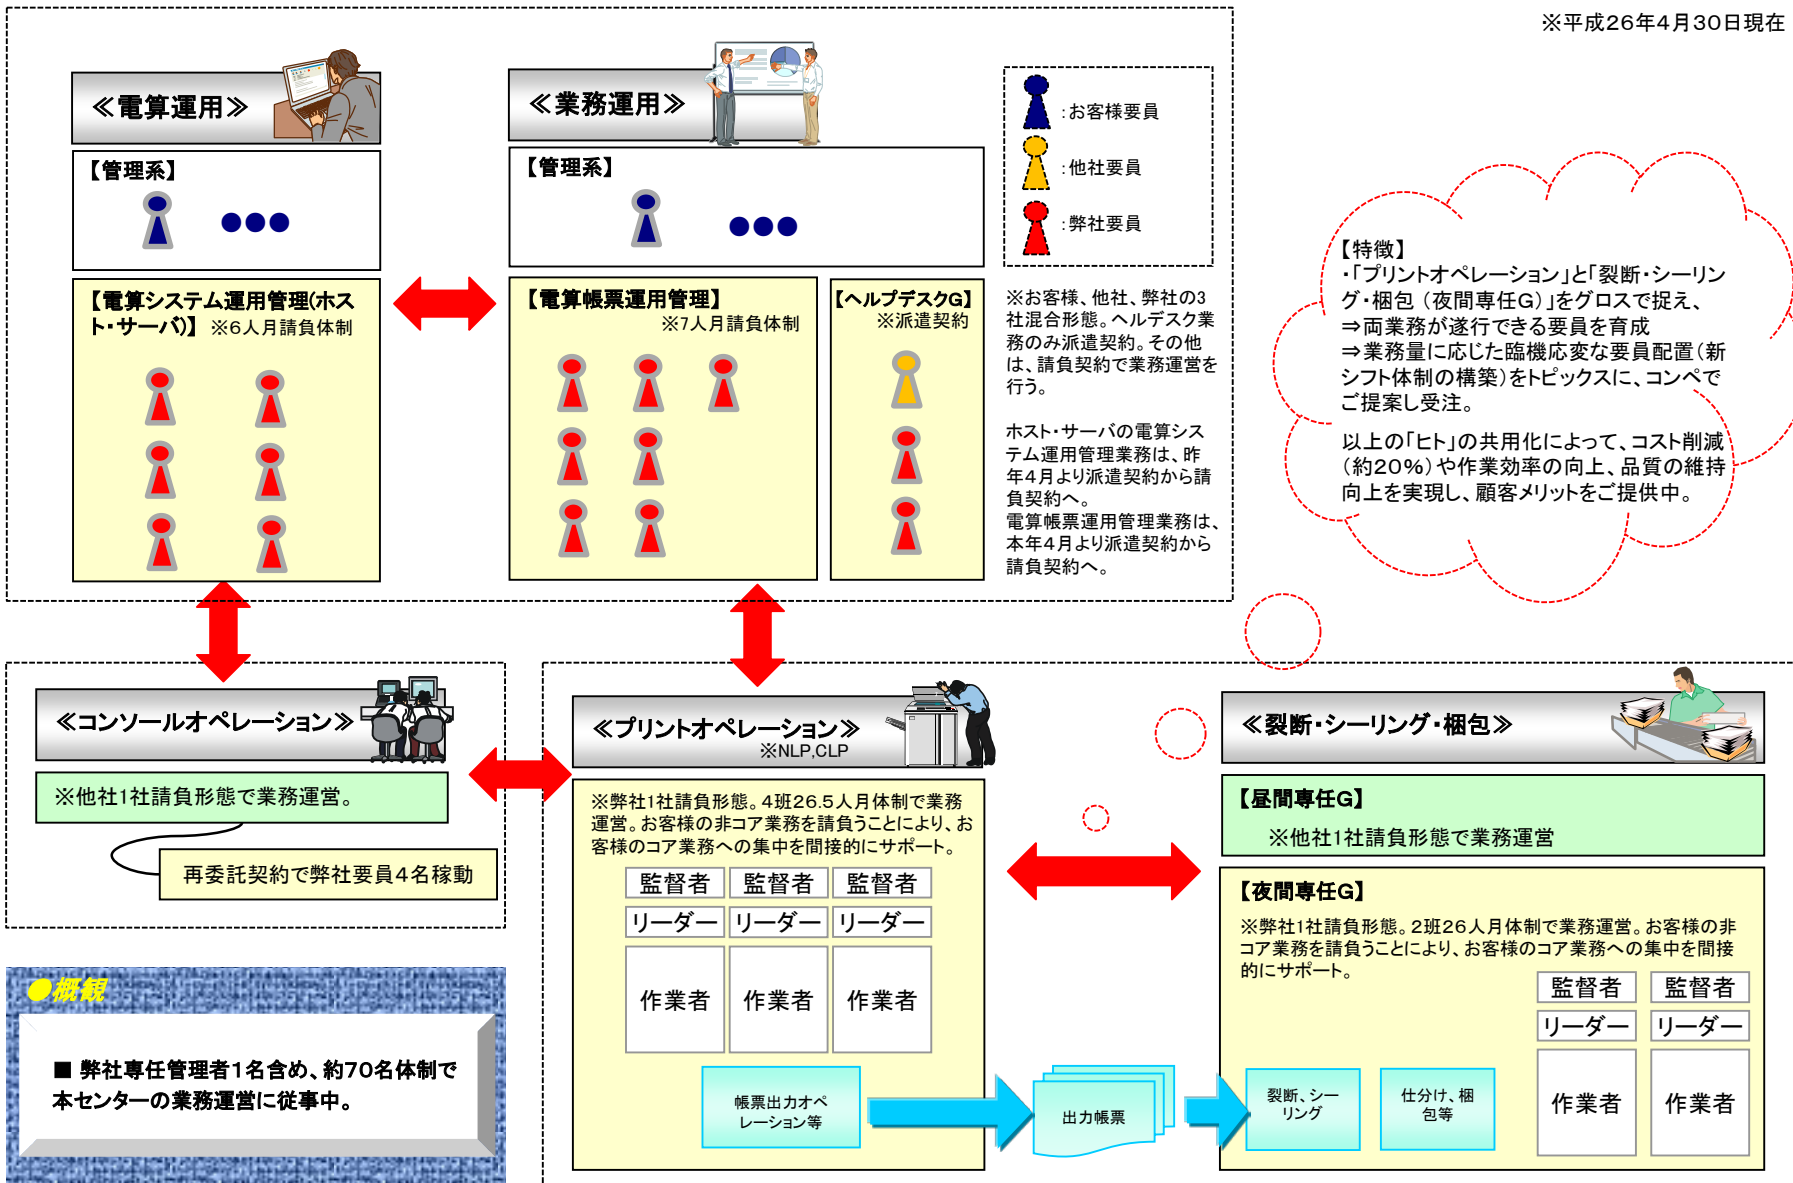 ※平成26年4月30日現在
≪電算運用≫
【管理系】
【電算システム運用管理(ホス
ト・サーバ)】 ※6人月請負体制
≪業務運用≫
【管理系】
【電算帳票運用管理】
※7人月請負体制
【ヘルプデスクG】
※派遣契約
:お客様要員
:他社要員
:弊社要員
※お客様、他社、弊社の3
社混合形態。ヘルデスク業
務のみ派遣契約。その他
は、請負契約で業務運営を
行う。
ホスト・サーバの電算シス
テム運用管理業務は、昨
年4月より派遣契約から請
負契約へ。
電算帳票運用管理業務は、
本年4月より派遣契約から
請負契約へ。
【特徴】
・「プリントオペレーション」と「裂断・シーリン
グ・梱包（夜間専任G）」をグロスで捉え、
⇒両業務が遂行できる要員を育成
⇒業務量に応じた臨機応変な要員配置（新
シフト体制の構築）をトピックスに、コンペで
ご提案し受注。
以上の「ヒト」の共用化によって、コスト削減
（約20%）や作業効率の向上、品質の維持
向上を実現し、顧客メリットをご提供中。
≪コンソールオペレーション≫
※他社1社請負形態で業務運営。
再委託契約で弊社要員4名稼動
●概観
■ 弊社専任管理者1名含め、約70名体制で
本センターの業務運営に従事中。
≪プリントオペレーション≫
※NLP,CLP
※弊社1社請負形態。4班26.5人月体制で業務
運営。お客様の非コア業務を請負うことにより、お
客様のコア業務への集中を間接的にサポート。
監督者 監督者 監督者
リーダー リーダー リーダー
作業者 作業者 作業者
帳票出力オペ
レーション等
出力帳票
≪裂断・シーリング・梱包≫
【昼間専任G】
※他社1社請負形態で業務運営
【夜間専任G】
※弊社1社請負形態。2班26人月体制で業務運営。お客様の非
コア業務を請負うことにより、お客様のコア業務への集中を間接
的にサポート。
監督者 監督者
リーダー リーダー
作業者 作業者
裂断、シー
リング
仕分け、梱
包等